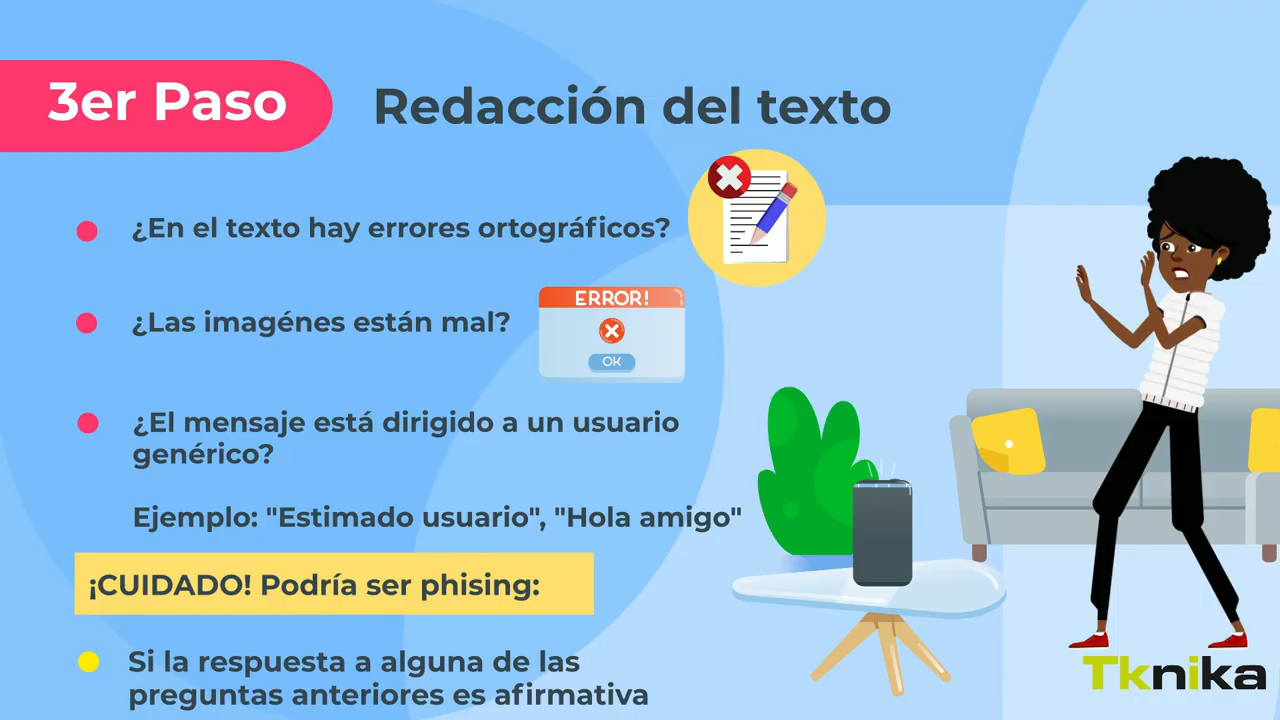 3er Paso
Redacción del texto
¿En el texto hay errores ortográficos?
ERROR!
OK
¿Las imagénes están mal?
¿El mensaje está dirigido a un usuario
genérico?
Ejemplo: "Estimado usuario", "Hola amigo"
¡CUIDADO! Podría ser phising:
Si la respuesta a alguna de las
preguntas anteriores es afirmativa
Tknika